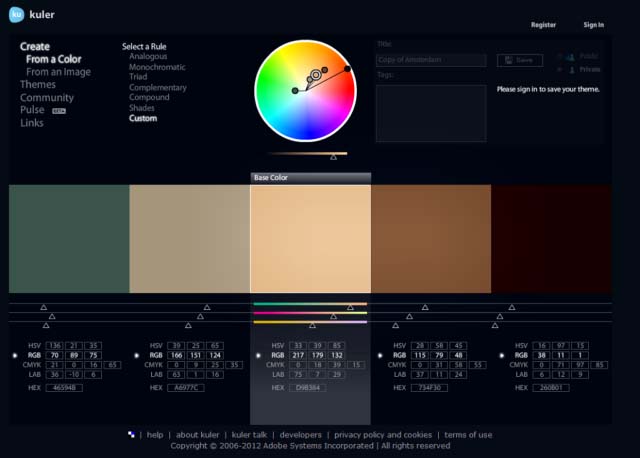 ku kuler
Register Sign In
Create
From a Color
From an Image
Themes
Community
Pulse BETA
Links
Select a Rule
Analogous
Monochromatic
Triad
Complementary
Compound
Shades
Custom
Title:
Copy of Amsterdam
Save
Public
Private
Tags:
Please sign in to save your theme.
Base Color
HSV 136 21 35 HSV 39 25 65 HSV 33 39 85 HSV 28 58 45 HSV 16 97 15
RGB 70 89 75 RGB 166 151 124 RGB 217 179 132 RGB 115 79 48 RGB 38 11 1
CMYK 21 0 16 65 CMYK 0 9 25 35 CMYK 0 18 39 15 CMYK 0 31 58 55 CMYK 0 71 97 85
LAB 36 -10 6 LAB 63 1 16 LAB 75 7 29 LAB 37 11 24 LAB 6 12 9
HEX 46594B HEX A6977C HEX D9B384 HEX 734F30 HEX 260B01
| help | about kuler | kuler talk | developers | privacy policy and cookies | terms of use
Copyright © 2006-2012 Adobe Systems Incorporated | All rights reserved